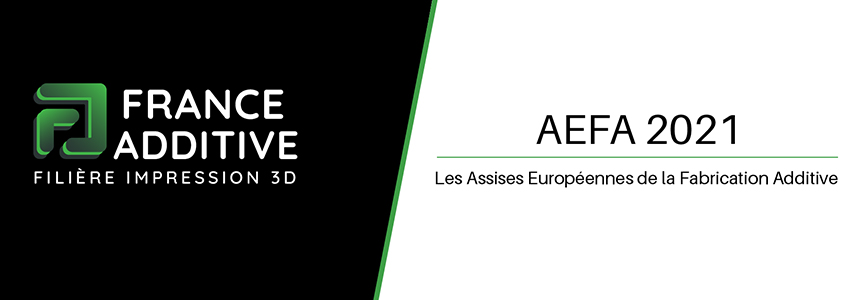 FRANCE
ADDITIVE
FILIÈRE IMPRESSION 3D
AEFA 2021
Les Assises Européennes de la Fabrication Additive